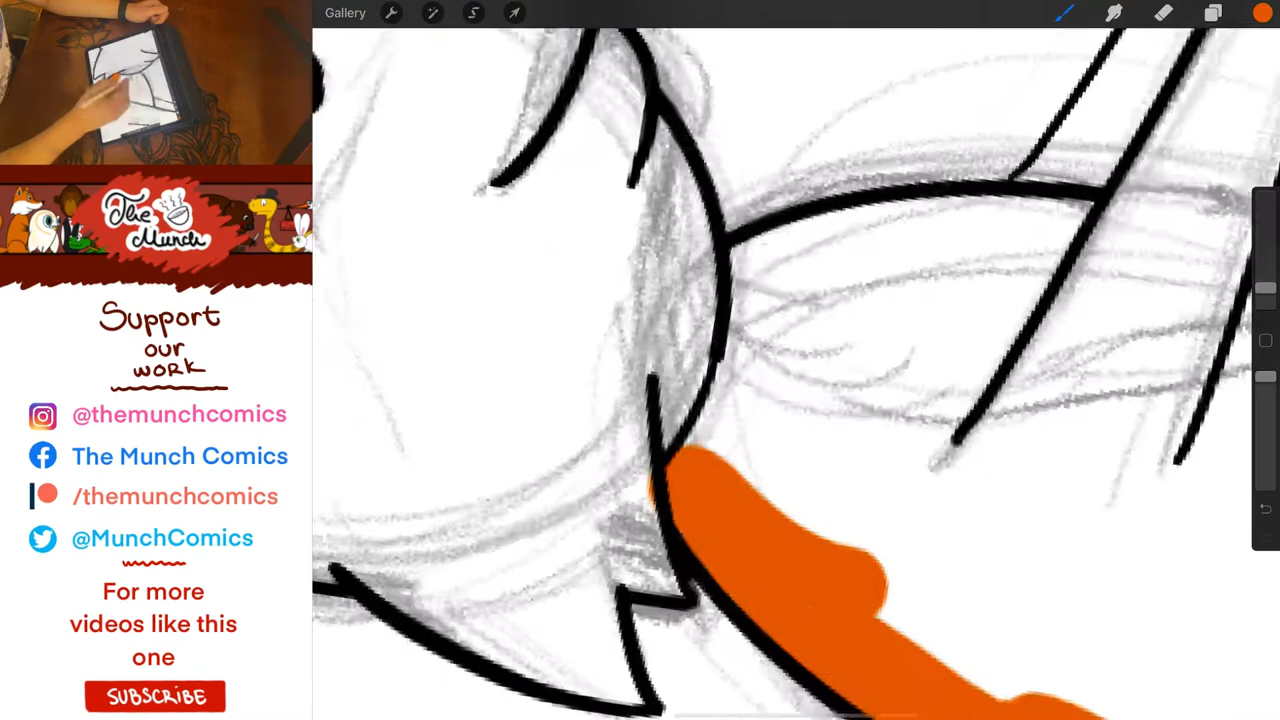 Gallery
The
Munch
Support
our
work
@themunchcomics
The Munch Comics
/themunchcomics
@MunchComics
For more
videos like this
one
SUBSCRIBE